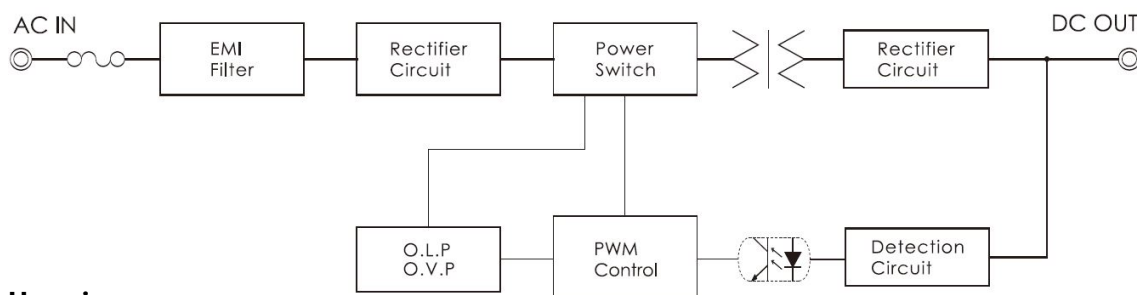 AC IN
EMI
Filter
Rectifier
Circuit
Power
Switch
Rectifier
Circuit
DC OUT
O.L.P
O.V.P
PWM
Control
Detection
Circuit